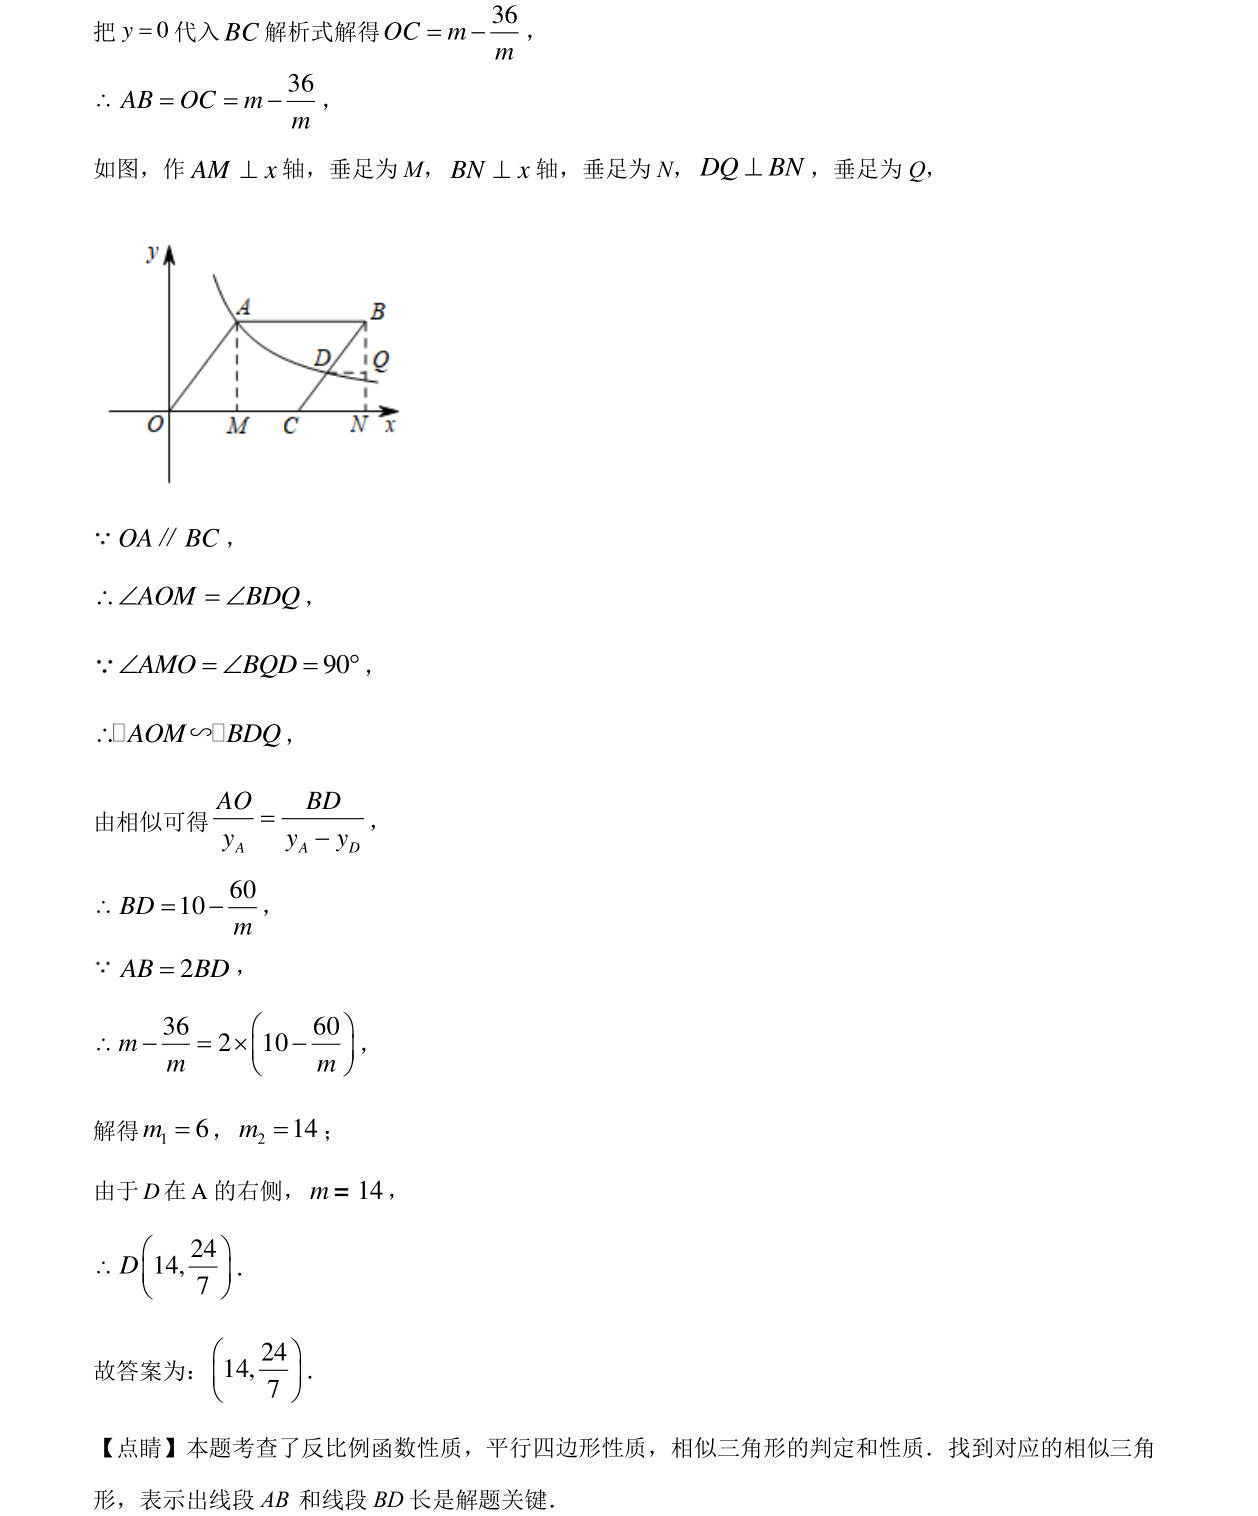 把 y = 0 代入 BC 解析式解得 OC = m − 36/m，
∴ AB = OC = m − 36/m，
如图，作 AM ⊥ x 轴，垂足为 M，BN ⊥ x 轴，垂足为 N，DQ ⊥ BN，垂足为 Q，
y
A B
D Q
O M C N x
∵ OA // BC，
∴ ∠AOM = ∠BDQ，
∵ ∠AMO = ∠BQD = 90°，
∴□AOM∽□BDQ，
由相似可得 AO/y_A = BD/(y_A − y_D)，
∴ BD = 10 − 60/m，
∵ AB = 2BD，
∴ m − 36/m = 2×(10 − 60/m)，
解得 m₁ = 6，m₂ = 14；
由于 D 在 A 的右侧，m = 14，
∴ D(14, 24/7)．
故答案为：(14, 24/7)．
【点睛】本题考查了反比例函数性质，平行四边形性质，相似三角形的判定和性质．找到对应的相似三角
形，表示出线段 AB 和线段 BD 长是解题关键．